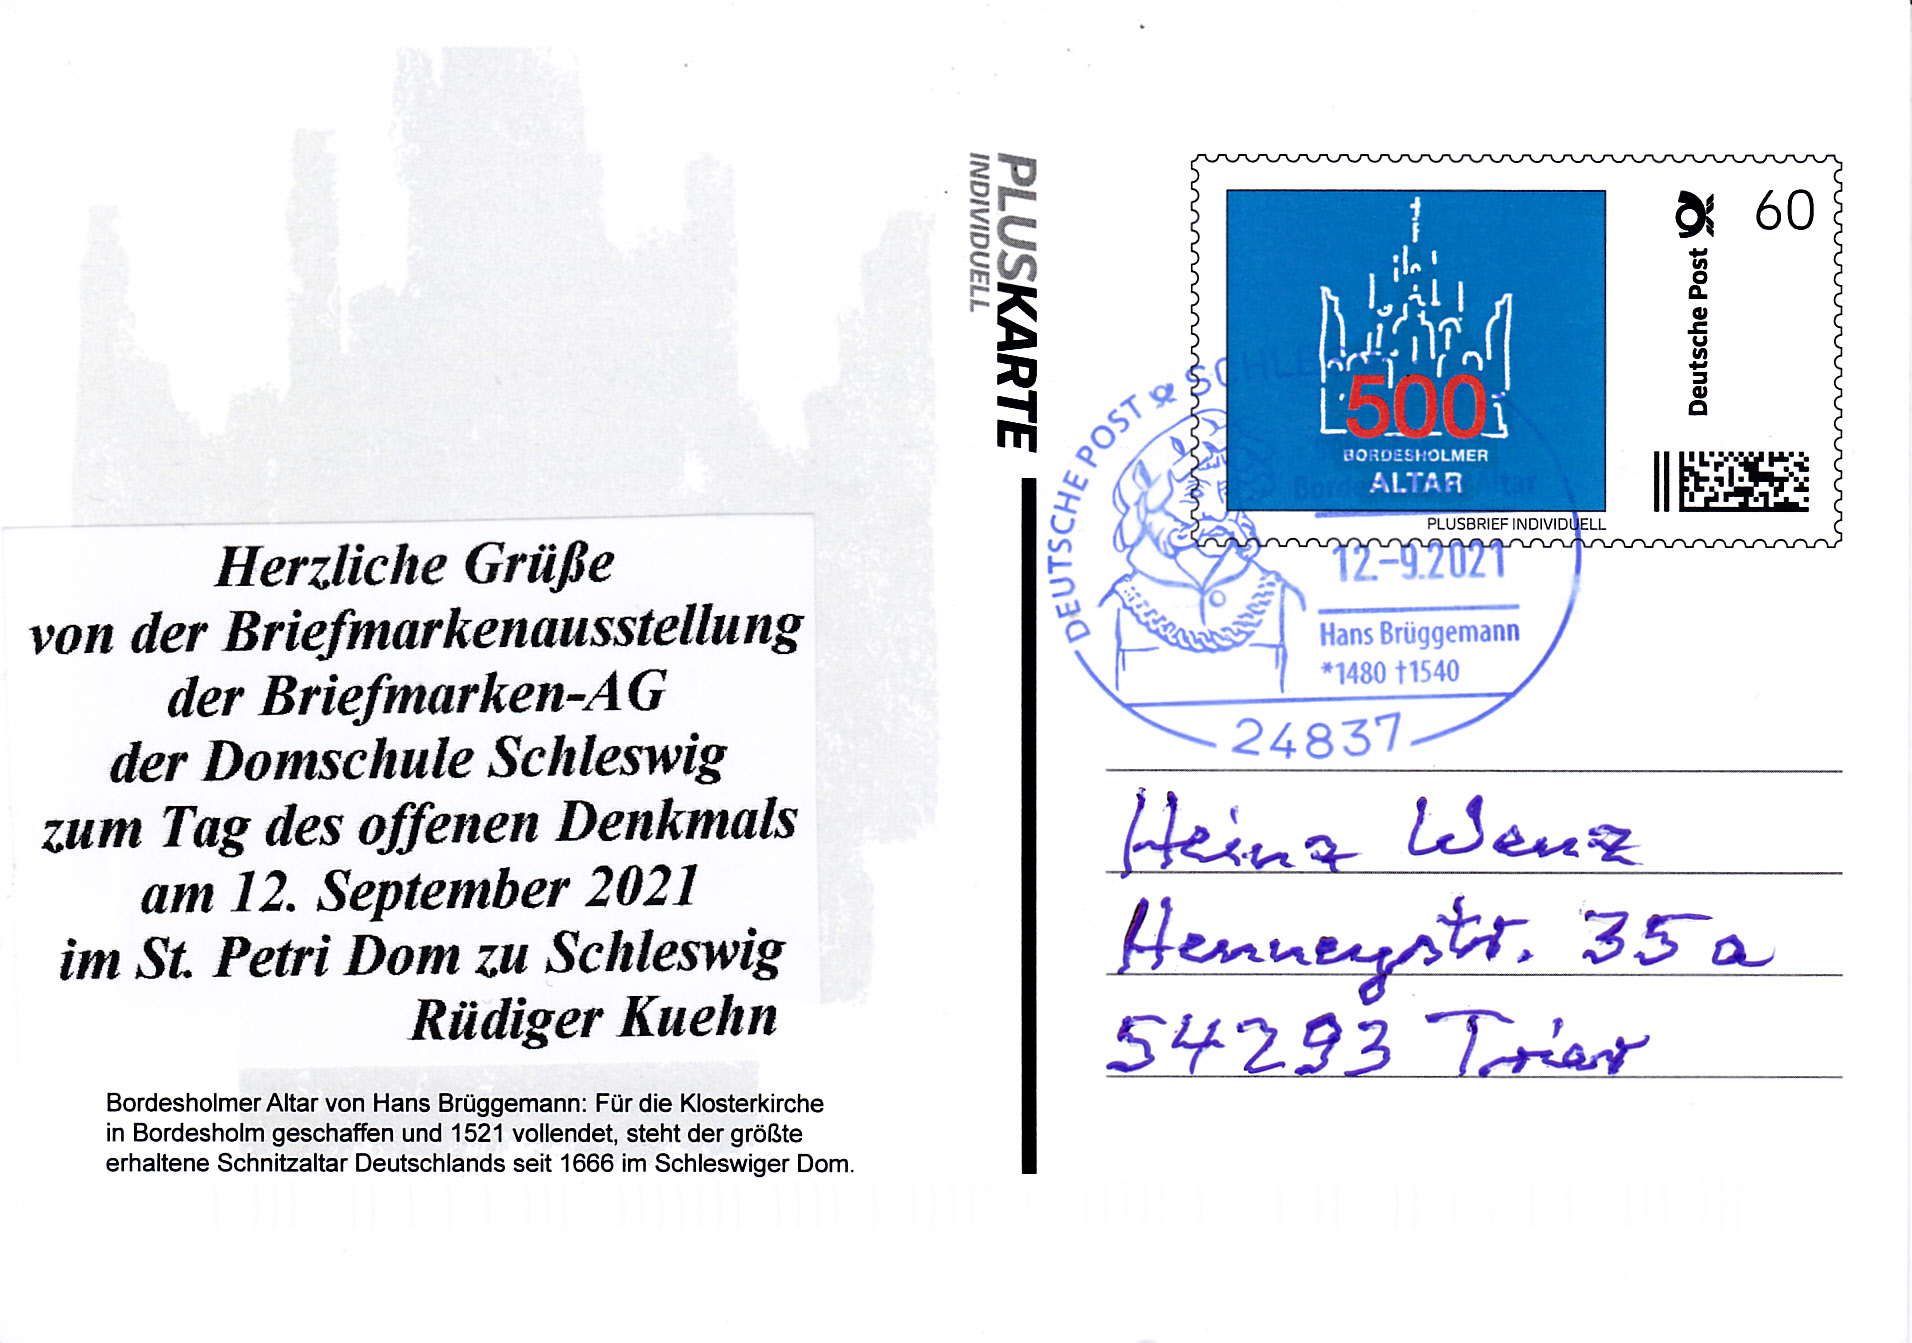 Herzliche Grüße
von der Briefmarkenausstellung
der Briefmarken-AG
der Domschule Schleswig
zum Tag des offenen Denkmals
am 12. September 2021
im St. Petri Dom zu Schleswig
Rüdiger Kuehn
Bordesholmer Altar von Hans Brüggemann: Für die Klosterkirche
in Bordesholm geschaffen und 1521 vollendet, steht der größte
erhaltene Schnitzaltar Deutschlands seit 1666 im Schleswiger Dom.
PLUSKARTE
INDIVIDUELL
500
BORDESHOLMER
ALTAR
PLUSBRIEF INDIVIDUELL
Deutsche Post
60
DEUTSCHE POST
12.-9.2021
Hans Brüggemann
*1480 †1540
24837
Heinz Wenz
35a
54293 Trier